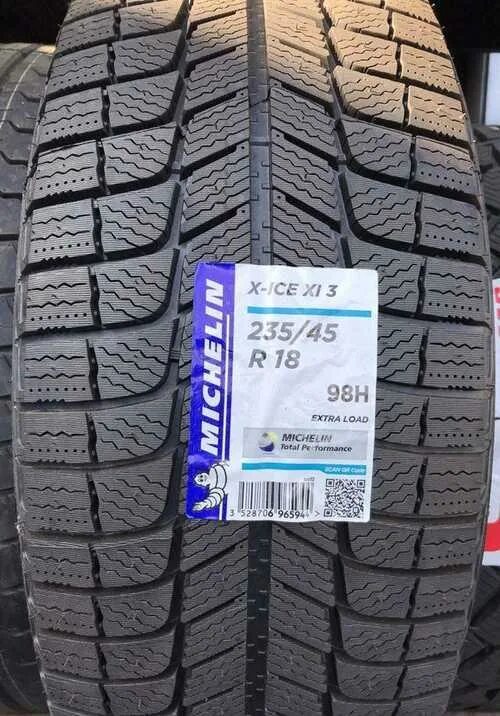 MICHELIN
X-ICE XI 3
235/45
R 18
98H
EXTRA LOAD
MICHELIN
Total Performance
SCAN QR Code
3 528706 96594 >